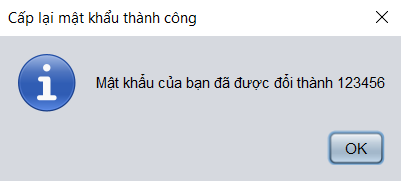 Cấp lại mật khẩu thành công
Mật khẩu của bạn đã được đổi thành 123456
OK